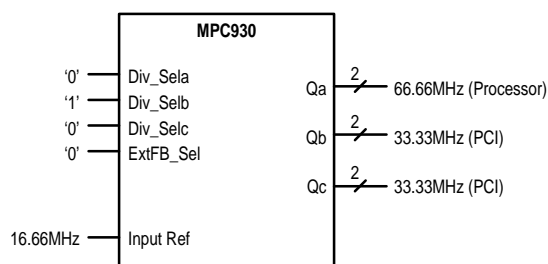 MPC930
‘0’ Div_Sela
‘1’ Div_Selb
‘0’ Div_Selc
‘0’ ExtFB_Sel
16.66MHz Input Ref
Qa 2 66.66MHz (Processor)
Qb 2 33.33MHz (PCI)
Qc 2 33.33MHz (PCI)